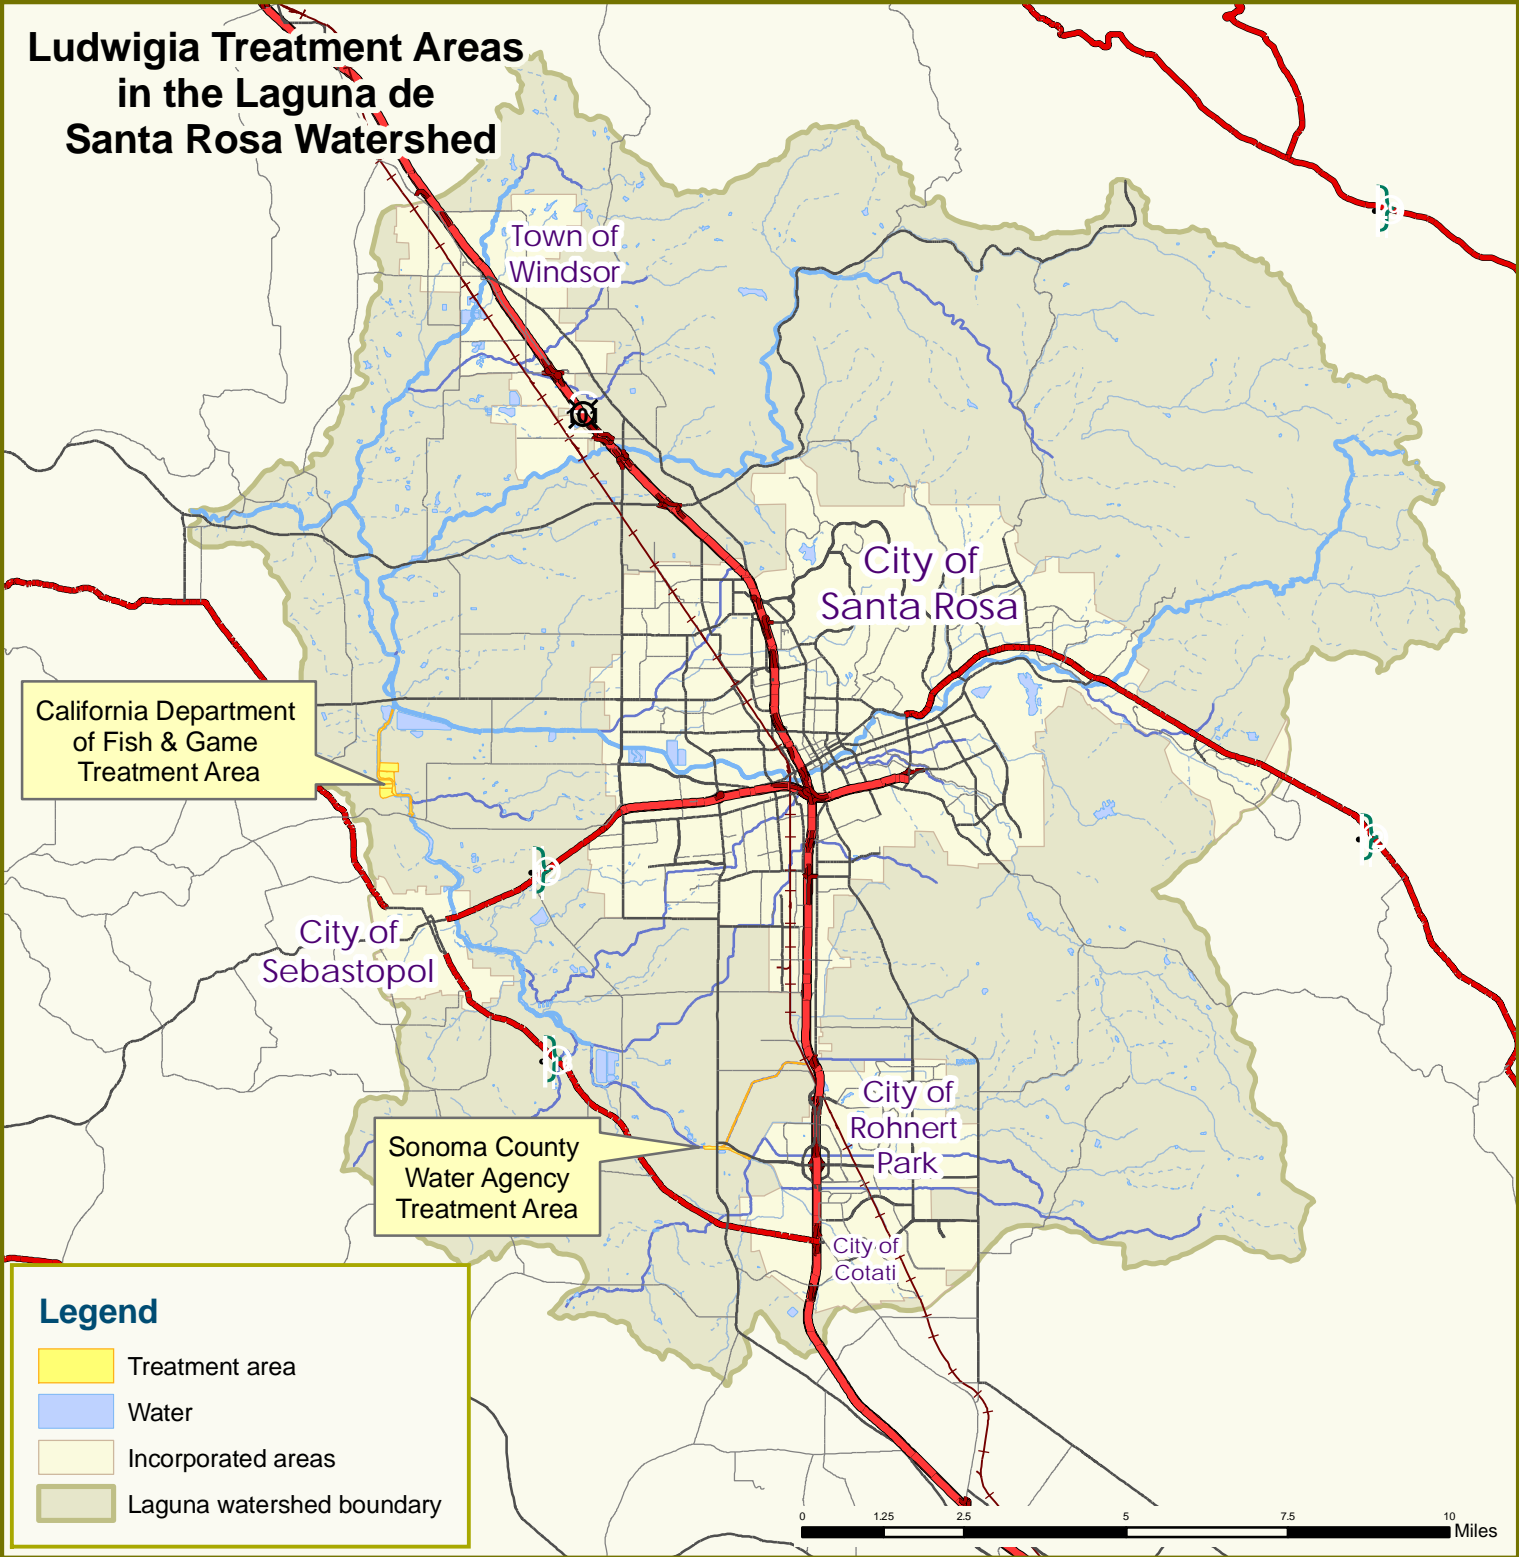 Ludwigia Treatment Areas
in the Laguna de
Santa Rosa Watershed
Town of
Windsor
City of
Santa Rosa
California Department
of Fish & Game
Treatment Area
City of
Sebastopol
City of
Rohnert
Park
Sonoma County
Water Agency
Treatment Area
City of
Cotati
Legend
Treatment area
Water
Incorporated areas
Laguna watershed boundary
0 1.25 2.5 5 7.5 10
Miles